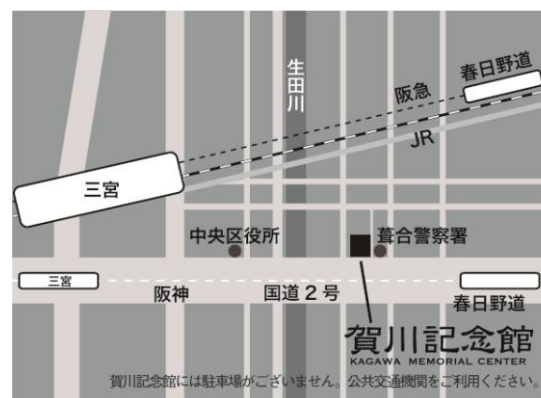 生田川
春日野道
阪急
JR
三宮
中央区役所
葺合警察署
三宮
阪神
国道2号
春日野道
賀川記念館
KAGAWA MEMORIAL CENTER
賀川記念館には駐車場がございません。公共交通機関をご利用ください。